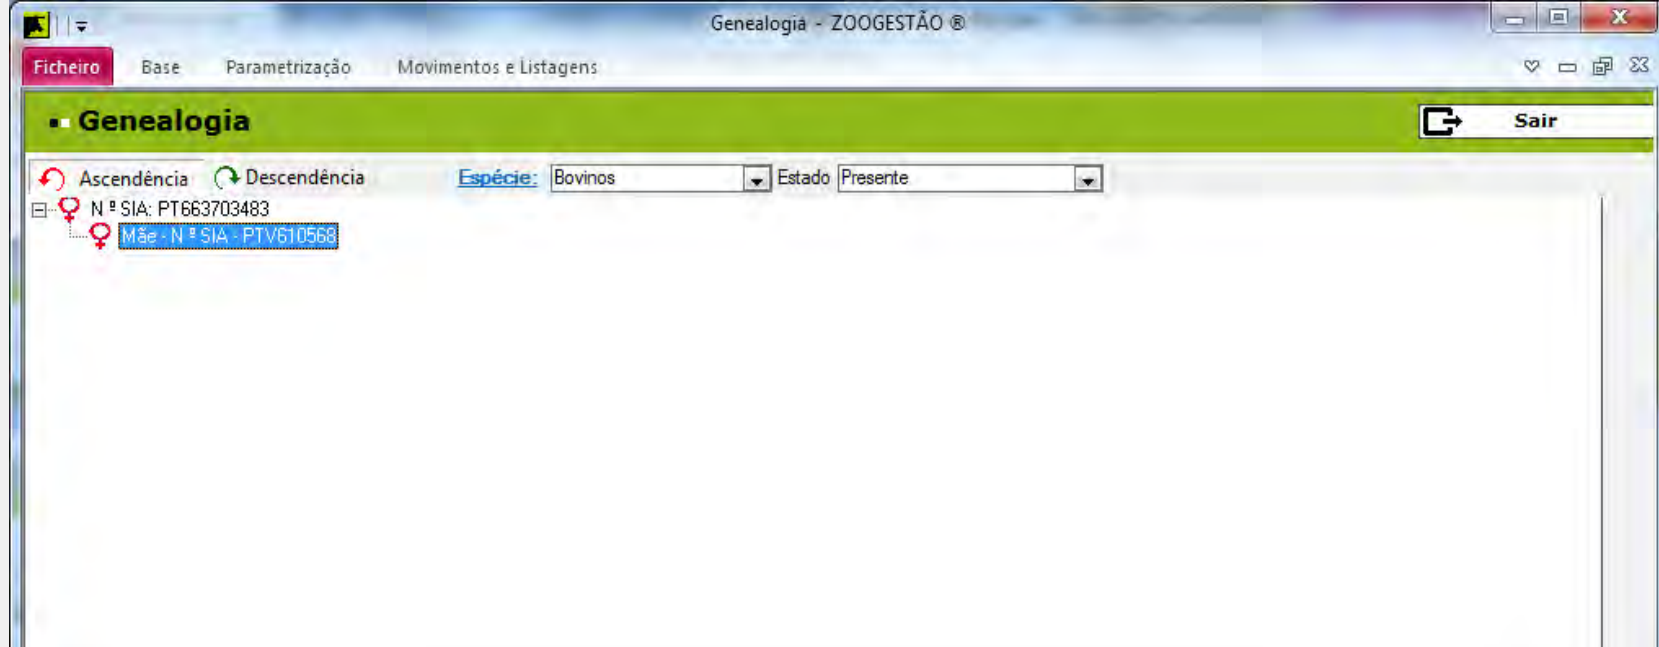 Genealogia - ZOOGESTÃO ®
Ficheiro Base Parametrização Movimentos e Listagens
Genealogia Sair
Ascendência Descendência Espécie: Bovinos Estado Presente
N º SIA: PT663703483
Mãe - N º SIA - PTV610568